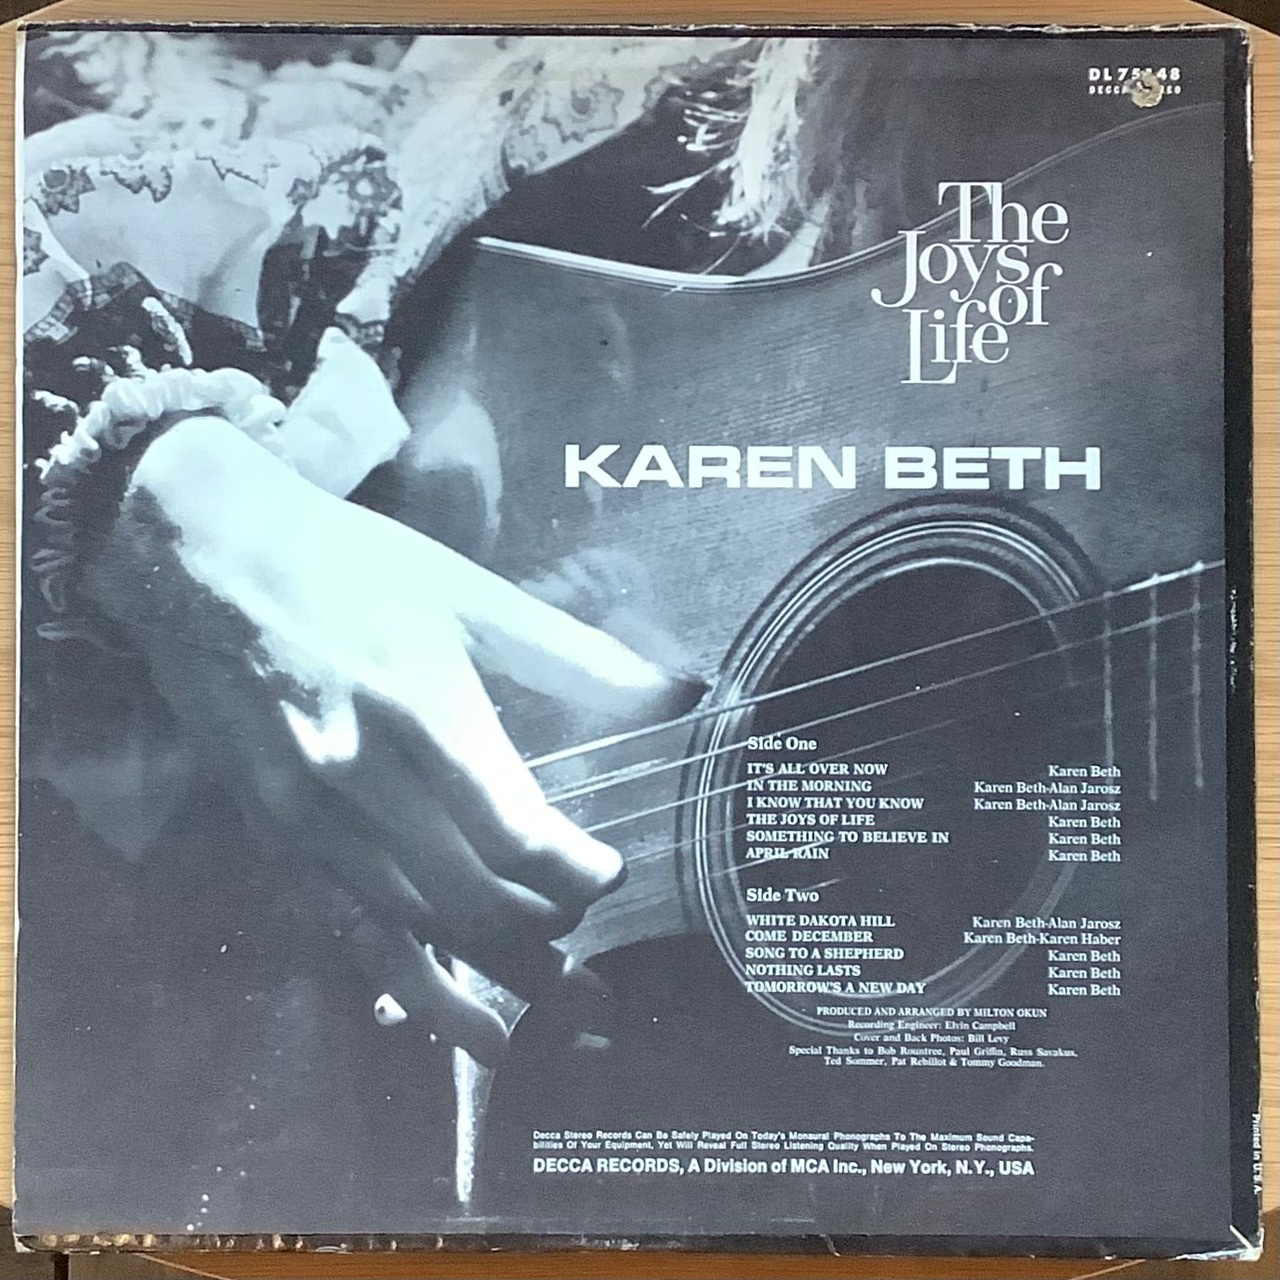 DL 75148
DECCA STEREO
The
Joys
of
Life
KAREN BETH
Side One
IT'S ALL OVER NOW Karen Beth
IN THE MORNING Karen Beth-Alan Jarosz
I KNOW THAT YOU KNOW Karen Beth-Alan Jarosz
THE JOYS OF LIFE Karen Beth
SOMETHING TO BELIEVE IN Karen Beth
APRIL RAIN Karen Beth
Side Two
WHITE DAKOTA HILL Karen Beth-Alan Jarosz
COME DECEMBER Karen Beth-Karen Haber
SONG TO A SHEPHERD Karen Beth
NOTHING LASTS Karen Beth
TOMORROW'S A NEW DAY Karen Beth
PRODUCED AND ARRANGED BY MILTON OKUN
Recording Engineer: Elvin Campbell
Cover and Back Photos: Bill Levy
Special Thanks to Bob Rountree, Paul Griffin, Russ Savakus,
Ted Sommer, Pat Rebillot & Tommy Goodman.
Decca Stereo Records Can Be Safely Played On Today's Monaural Phonographs To The Maximum Sound Capa-
bilities Of Your Equipment, Yet Will Reveal Full Stereo Listening Quality When Played On Stereo Phonographs.
DECCA RECORDS, A Division of MCA Inc., New York, N.Y., USA
Printed in U.S.A.